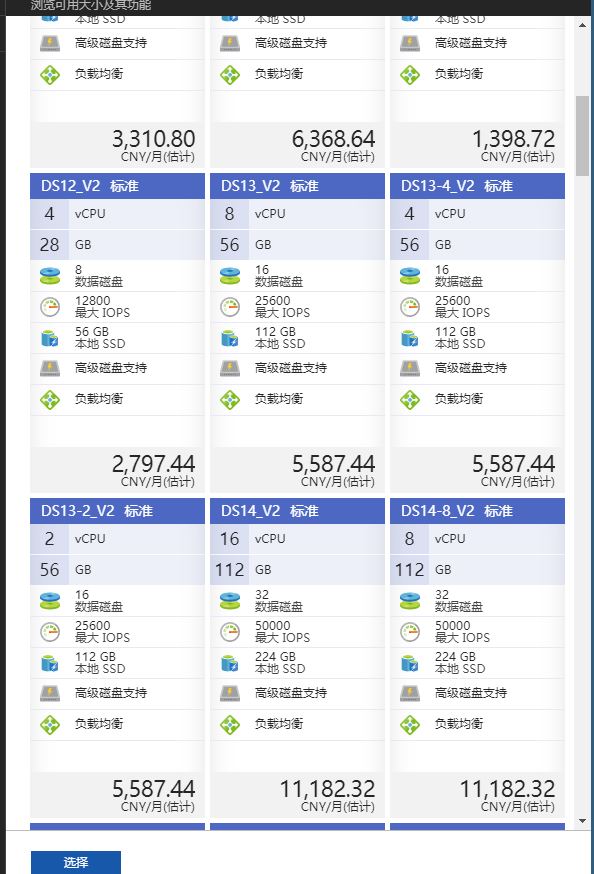 浏览可用大小及其功能
本地 SSD
本地 SSD
本地 SSD
高级磁盘支持
高级磁盘支持
高级磁盘支持
负载均衡
负载均衡
负载均衡
3,310.80
CNY/月(估计)
6,368.64
CNY/月(估计)
1,398.72
CNY/月(估计)
DS12_V2 标准
4 vCPU
28 GB
8
数据磁盘
12800
最大 IOPS
56 GB
本地 SSD
高级磁盘支持
负载均衡
2,797.44
CNY/月(估计)
DS13_V2 标准
8 vCPU
56 GB
16
数据磁盘
25600
最大 IOPS
112 GB
本地 SSD
高级磁盘支持
负载均衡
5,587.44
CNY/月(估计)
DS13-4_V2 标准
4 vCPU
56 GB
16
数据磁盘
25600
最大 IOPS
112 GB
本地 SSD
高级磁盘支持
负载均衡
5,587.44
CNY/月(估计)
DS13-2_V2 标准
2 vCPU
56 GB
16
数据磁盘
25600
最大 IOPS
112 GB
本地 SSD
高级磁盘支持
负载均衡
5,587.44
CNY/月(估计)
DS14_V2 标准
16 vCPU
112 GB
32
数据磁盘
50000
最大 IOPS
224 GB
本地 SSD
高级磁盘支持
负载均衡
11,182.32
CNY/月(估计)
DS14-8_V2 标准
8 vCPU
112 GB
32
数据磁盘
50000
最大 IOPS
224 GB
本地 SSD
高级磁盘支持
负载均衡
11,182.32
CNY/月(估计)
选择